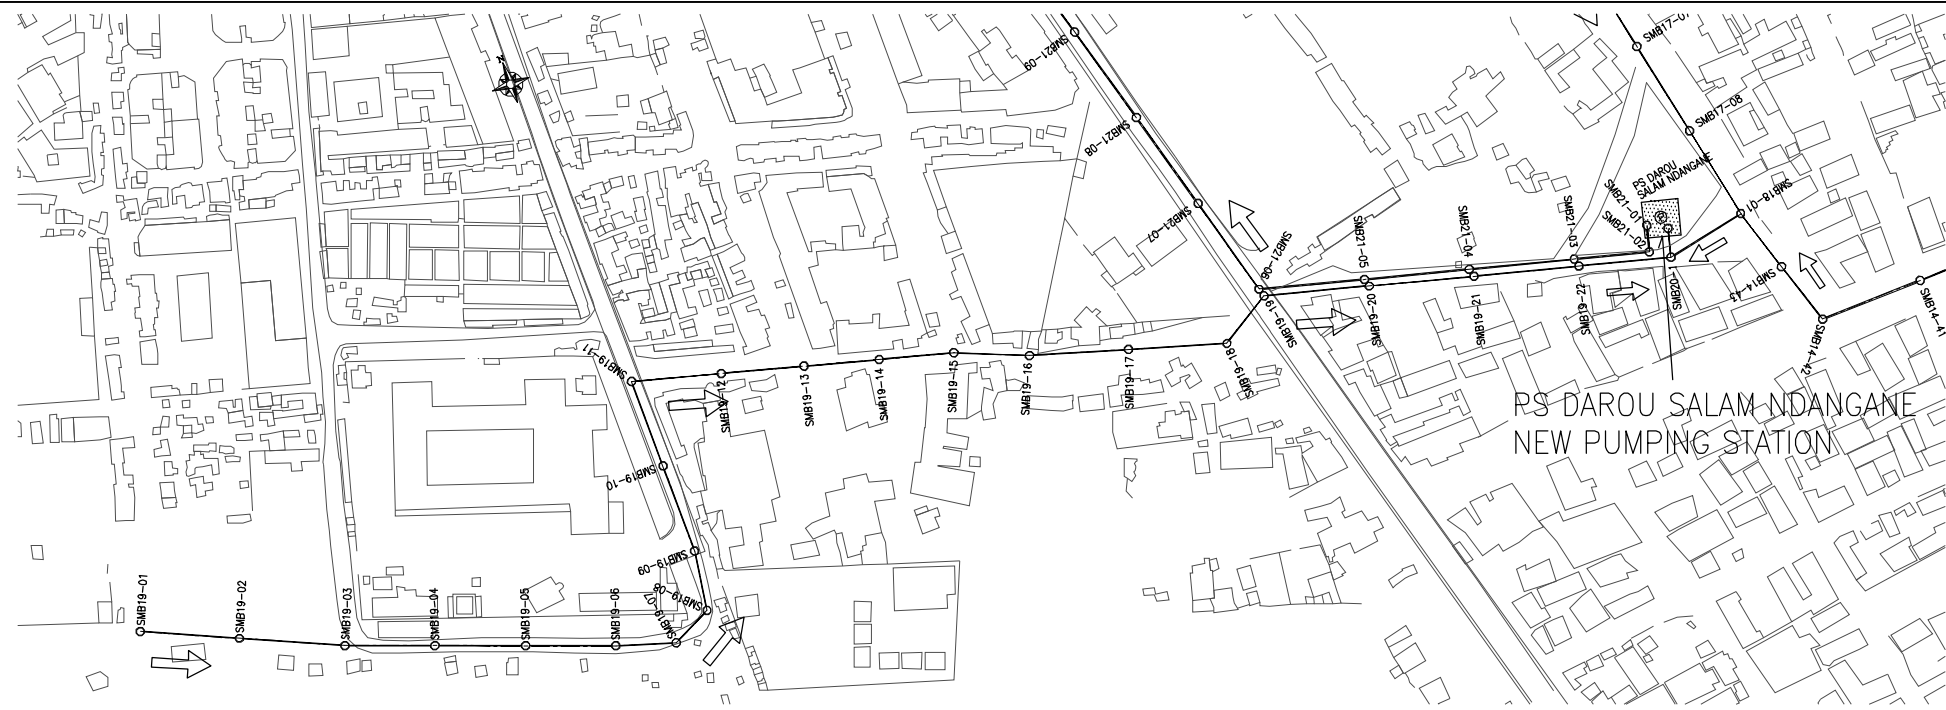 N
SMB21-09
SMB21-08
SMB21-07
SMB21-06
SMB21-05
SMB21-04
SMB21-03
SMB21-02
SMB21-01
PS DAROU
SALAM NDANGANE
SMB17-07
SMB17-08
SMB18-01
SMB14-43
SMB14-42
SMB14-41
SMB20-1
SMB19-22
SMB19-21
SMB19-20
SMB19-19
SMB19-18
SMB19-17
SMB19-16
SMB19-15
SMB19-14
SMB19-13
SMB19-12
SMB19-11
SMB19-10
SMB19-09
SMB19-08
SMB19-07
SMB19-06
SMB19-05
SMB19-04
SMB19-03
SMB19-02
SMB19-01
PS DAROU SALAM NDANGANE
NEW PUMPING STATION